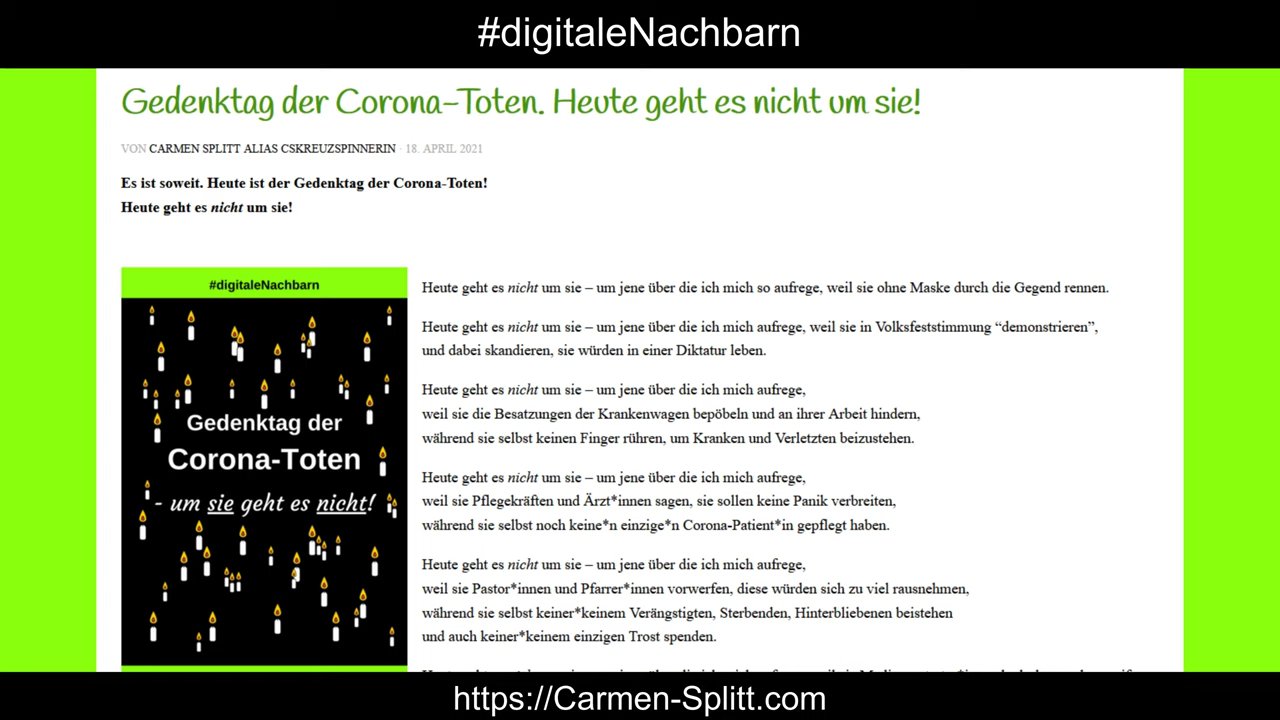 #digitaleNachbarn
Gedenktag der Corona-Toten. Heute geht es nicht um sie!
VON CARMEN SPLITT ALIAS CSKREUZSPINNERIN · 18. APRIL 2021
Es ist soweit. Heute ist der Gedenktag der Corona-Toten!
Heute geht es nicht um sie!
#digitaleNachbarn
Gedenktag der
Corona-Toten
- um sie geht es nicht!
Heute geht es nicht um sie – um jene über die ich mich so aufrege, weil sie ohne Maske durch die Gegend rennen.
Heute geht es nicht um sie – um jene über die ich mich aufrege, weil sie in Volksfeststimmung “demonstrieren”,
und dabei skandieren, sie würden in einer Diktatur leben.
Heute geht es nicht um sie – um jene über die ich mich aufrege,
weil sie die Besatzungen der Krankenwagen bepöbeln und an ihrer Arbeit hindern,
während sie selbst keinen Finger rühren, um Kranken und Verletzten beizustehen.
Heute geht es nicht um sie – um jene über die ich mich aufrege,
weil sie Pflegekräften und Ärzt*innen sagen, sie sollen keine Panik verbreiten,
während sie selbst noch keine*n einzige*n Corona-Patient*in gepflegt haben.
Heute geht es nicht um sie – um jene über die ich mich aufrege,
weil sie Pastor*innen und Pfarrer*innen vorwerfen, diese würden sich zu viel rausnehmen,
während sie selbst keiner*keinem Verängstigten, Sterbenden, Hinterbliebenen beistehen
und auch keiner*keinem einzigen Trost spenden.
https://Carmen-Splitt.com